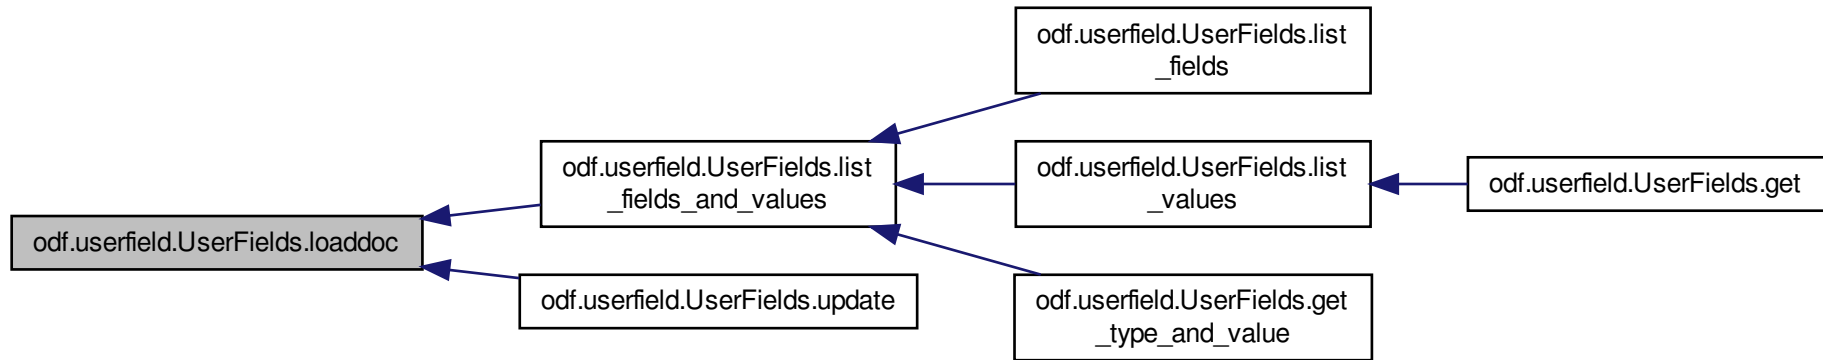 odf.userfield.UserFields.loaddoc
odf.userfield.UserFields.list
_fields_and_values
odf.userfield.UserFields.update
odf.userfield.UserFields.list
_fields
odf.userfield.UserFields.list
_values
odf.userfield.UserFields.get
_type_and_value
odf.userfield.UserFields.get